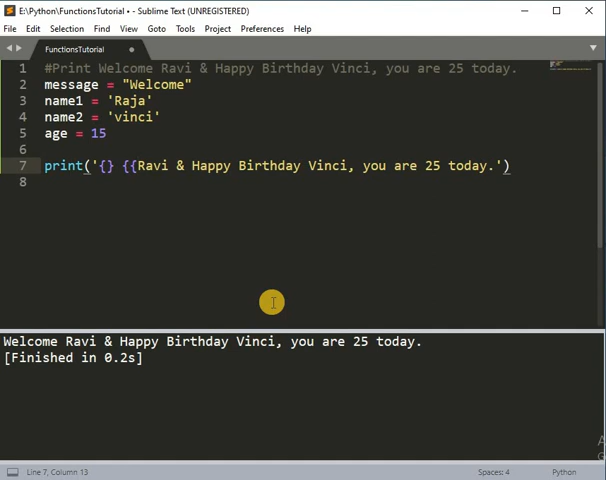 E:\Python\FunctionsTutorial • - Sublime Text (UNREGISTERED)
File Edit Selection Find View Goto Tools Project Preferences Help
FunctionsTutorial
1 #Print Welcome Ravi & Happy Birthday Vinci, you are 25 today.
2 message = "Welcome"
3 name1 = 'Raja'
4 name2 = 'vinci'
5 age = 15
6
7 print('{} {{Ravi & Happy Birthday Vinci, you are 25 today.')
8
Welcome Ravi & Happy Birthday Vinci, you are 25 today.
[Finished in 0.2s]
Line 7, Column 13 Spaces: 4 Python